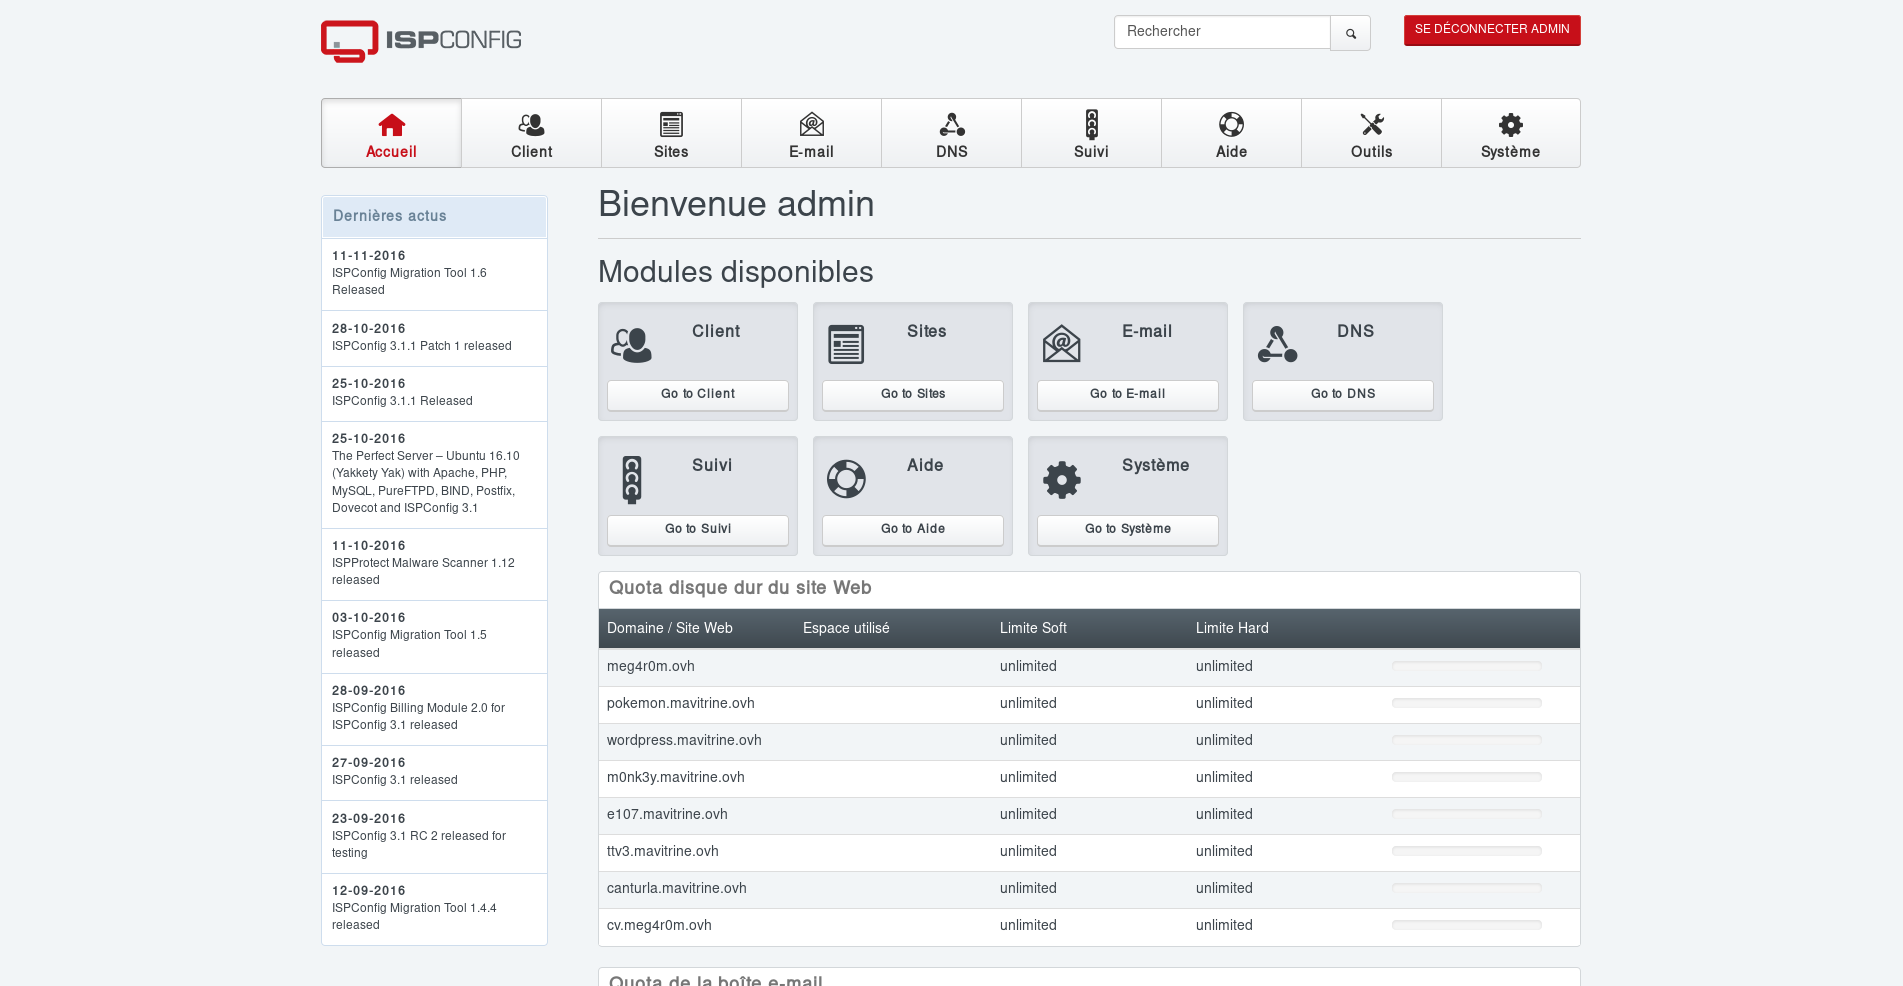 ISPCONFIG
Rechercher
SE DÉCONNECTER ADMIN
Accueil
Client
Sites
E-mail
DNS
Suivi
Aide
Outils
Système
Dernières actus
11-11-2016
ISPConfig Migration Tool 1.6
Released
28-10-2016
ISPConfig 3.1.1 Patch 1 released
25-10-2016
ISPConfig 3.1.1 Released
25-10-2016
The Perfect Server – Ubuntu 16.10
(Yakkety Yak) with Apache, PHP,
MySQL, PureFTPD, BIND, Postfix,
Dovecot and ISPConfig 3.1
11-10-2016
ISPProtect Malware Scanner 1.12
released
03-10-2016
ISPConfig Migration Tool 1.5
released
28-09-2016
ISPConfig Billing Module 2.0 for
ISPConfig 3.1 released
27-09-2016
ISPConfig 3.1 released
23-09-2016
ISPConfig 3.1 RC 2 released for
testing
12-09-2016
ISPConfig Migration Tool 1.4.4
released
Bienvenue admin
Modules disponibles
Client
Go to Client
Sites
Go to Sites
E-mail
Go to E-mail
DNS
Go to DNS
Suivi
Go to Suivi
Aide
Go to Aide
Système
Go to Système
Quota disque dur du site Web
Domaine / Site Web Espace utilisé Limite Soft Limite Hard
meg4r0m.ovh unlimited unlimited
pokemon.mavitrine.ovh unlimited unlimited
wordpress.mavitrine.ovh unlimited unlimited
m0nk3y.mavitrine.ovh unlimited unlimited
e107.mavitrine.ovh unlimited unlimited
ttv3.mavitrine.ovh unlimited unlimited
canturla.mavitrine.ovh unlimited unlimited
cv.meg4r0m.ovh unlimited unlimited
Quota de la boîte e-mail